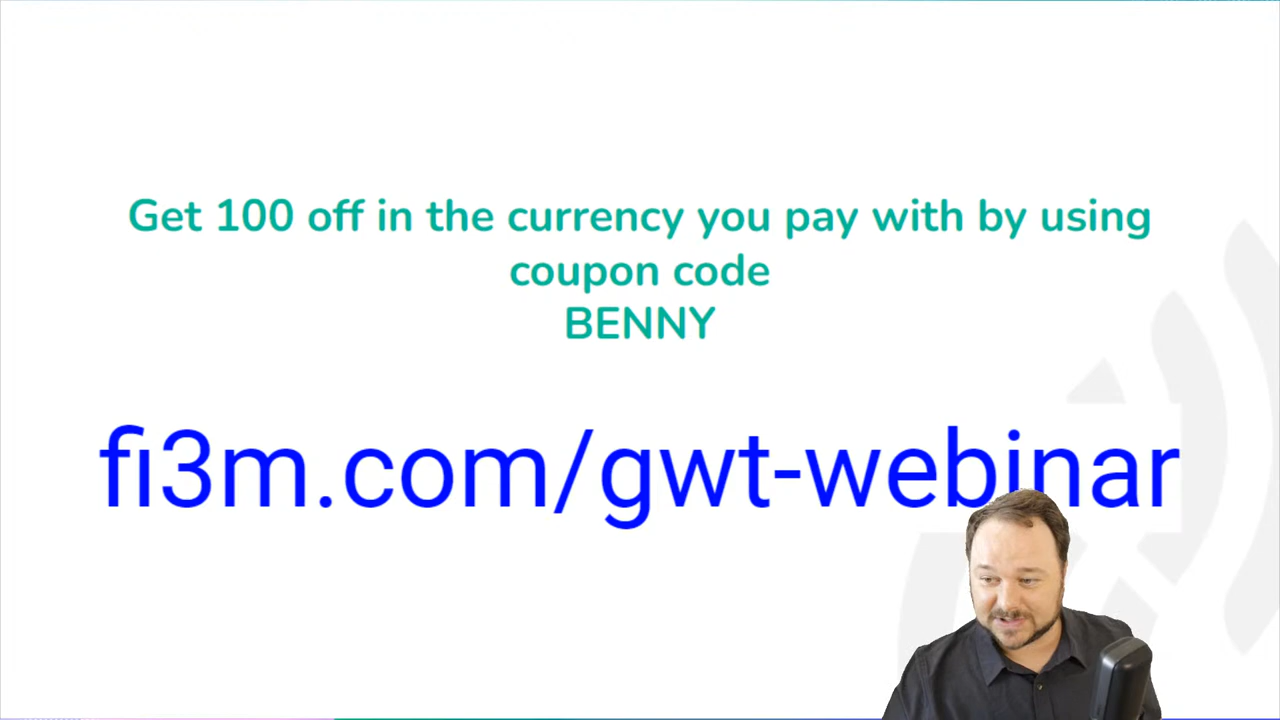 Get 100 off in the currency you pay with by using
coupon code
BENNY
fi3m.com/gwt-webinar